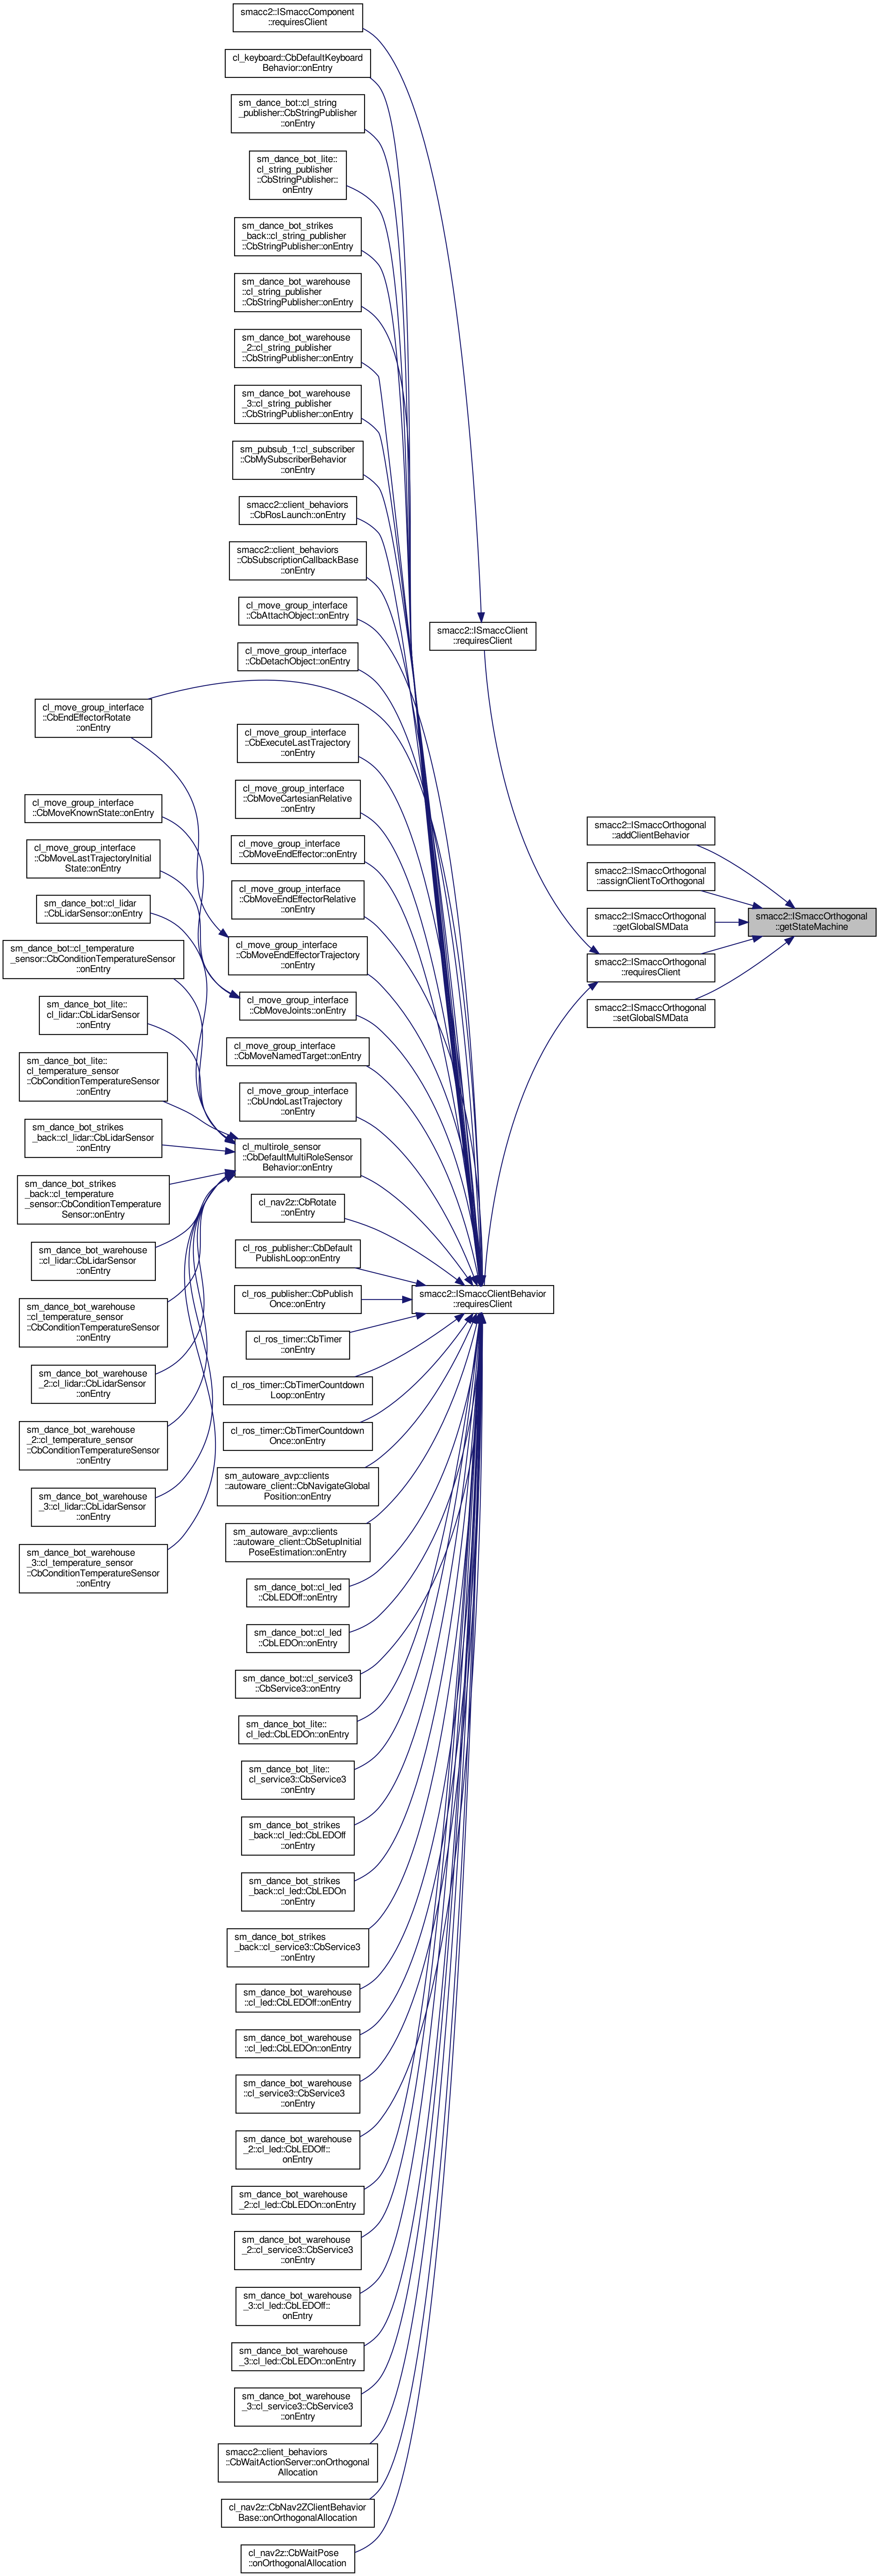 smacc2::ISmaccComponent
::requiresClient
cl_keyboard::CbDefaultKeyboard
Behavior::onEntry
sm_dance_bot::cl_string
_publisher::CbStringPublisher
::onEntry
sm_dance_bot_lite::
cl_string_publisher
::CbStringPublisher::
onEntry
sm_dance_bot_strikes
_back::cl_string_publisher
::CbStringPublisher::onEntry
sm_dance_bot_warehouse
::cl_string_publisher
::CbStringPublisher::onEntry
sm_dance_bot_warehouse
_2::cl_string_publisher
::CbStringPublisher::onEntry
sm_dance_bot_warehouse
_3::cl_string_publisher
::CbStringPublisher::onEntry
sm_pubsub_1::cl_subscriber
::CbMySubscriberBehavior
::onEntry
smacc2::client_behaviors
::CbRosLaunch::onEntry
smacc2::client_behaviors
::CbSubscriptionCallbackBase
::onEntry
cl_move_group_interface
::CbAttachObject::onEntry
smacc2::ISmaccClient
::requiresClient
cl_move_group_interface
::CbDetachObject::onEntry
cl_move_group_interface
::CbEndEffectorRotate
::onEntry
cl_move_group_interface
::CbExecuteLastTrajectory
::onEntry
cl_move_group_interface
::CbMoveCartesianRelative
::onEntry
cl_move_group_interface
::CbMoveKnownState::onEntry
smacc2::ISmaccOrthogonal
::addClientBehavior
cl_move_group_interface
::CbMoveEndEffector::onEntry
cl_move_group_interface
::CbMoveLastTrajectoryInitial
State::onEntry
smacc2::ISmaccOrthogonal
::assignClientToOrthogonal
cl_move_group_interface
::CbMoveEndEffectorRelative
::onEntry
sm_dance_bot::cl_lidar
::CbLidarSensor::onEntry
smacc2::ISmaccOrthogonal
::getGlobalSMData
smacc2::ISmaccOrthogonal
::getStateMachine
cl_move_group_interface
::CbMoveEndEffectorTrajectory
::onEntry
sm_dance_bot::cl_temperature
_sensor::CbConditionTemperatureSensor
::onEntry
smacc2::ISmaccOrthogonal
::requiresClient
cl_move_group_interface
::CbMoveJoints::onEntry
sm_dance_bot_lite::
cl_lidar::CbLidarSensor
::onEntry
smacc2::ISmaccOrthogonal
::setGlobalSMData
cl_move_group_interface
::CbMoveNamedTarget::onEntry
sm_dance_bot_lite::
cl_temperature_sensor
::CbConditionTemperatureSensor
::onEntry
cl_move_group_interface
::CbUndoLastTrajectory
::onEntry
sm_dance_bot_strikes
_back::cl_lidar::CbLidarSensor
::onEntry
cl_multirole_sensor
::CbDefaultMultiRoleSensor
Behavior::onEntry
sm_dance_bot_strikes
_back::cl_temperature
_sensor::CbConditionTemperature
Sensor::onEntry
cl_nav2z::CbRotate
::onEntry
sm_dance_bot_warehouse
::cl_lidar::CbLidarSensor
::onEntry
cl_ros_publisher::CbDefault
PublishLoop::onEntry
sm_dance_bot_warehouse
::cl_temperature_sensor
::CbConditionTemperatureSensor
::onEntry
cl_ros_publisher::CbPublish
Once::onEntry
smacc2::ISmaccClientBehavior
::requiresClient
cl_ros_timer::CbTimer
::onEntry
sm_dance_bot_warehouse
_2::cl_lidar::CbLidarSensor
::onEntry
cl_ros_timer::CbTimerCountdown
Loop::onEntry
sm_dance_bot_warehouse
_2::cl_temperature_sensor
::CbConditionTemperatureSensor
::onEntry
cl_ros_timer::CbTimerCountdown
Once::onEntry
sm_dance_bot_warehouse
_3::cl_lidar::CbLidarSensor
::onEntry
sm_autoware_avp::clients
::autoware_client::CbNavigateGlobal
Position::onEntry
sm_dance_bot_warehouse
_3::cl_temperature_sensor
::CbConditionTemperatureSensor
::onEntry
sm_autoware_avp::clients
::autoware_client::CbSetupInitial
PoseEstimation::onEntry
sm_dance_bot::cl_led
::CbLEDOff::onEntry
sm_dance_bot::cl_led
::CbLEDOn::onEntry
sm_dance_bot::cl_service3
::CbService3::onEntry
sm_dance_bot_lite::
cl_led::CbLEDOn::onEntry
sm_dance_bot_lite::
cl_service3::CbService3
::onEntry
sm_dance_bot_strikes
_back::cl_led::CbLEDOff
::onEntry
sm_dance_bot_strikes
_back::cl_led::CbLEDOn
::onEntry
sm_dance_bot_strikes
_back::cl_service3::CbService3
::onEntry
sm_dance_bot_warehouse
::cl_led::CbLEDOff::onEntry
sm_dance_bot_warehouse
::cl_led::CbLEDOn::onEntry
sm_dance_bot_warehouse
::cl_service3::CbService3
::onEntry
sm_dance_bot_warehouse
_2::cl_led::CbLEDOff::
onEntry
sm_dance_bot_warehouse
_2::cl_led::CbLEDOn::onEntry
sm_dance_bot_warehouse
_2::cl_service3::CbService3
::onEntry
sm_dance_bot_warehouse
_3::cl_led::CbLEDOff::
onEntry
sm_dance_bot_warehouse
_3::cl_led::CbLEDOn::onEntry
sm_dance_bot_warehouse
_3::cl_service3::CbService3
::onEntry
smacc2::client_behaviors
::CbWaitActionServer::onOrthogonal
Allocation
cl_nav2z::CbNav2ZClientBehavior
Base::onOrthogonalAllocation
cl_nav2z::CbWaitPose
::onOrthogonalAllocation